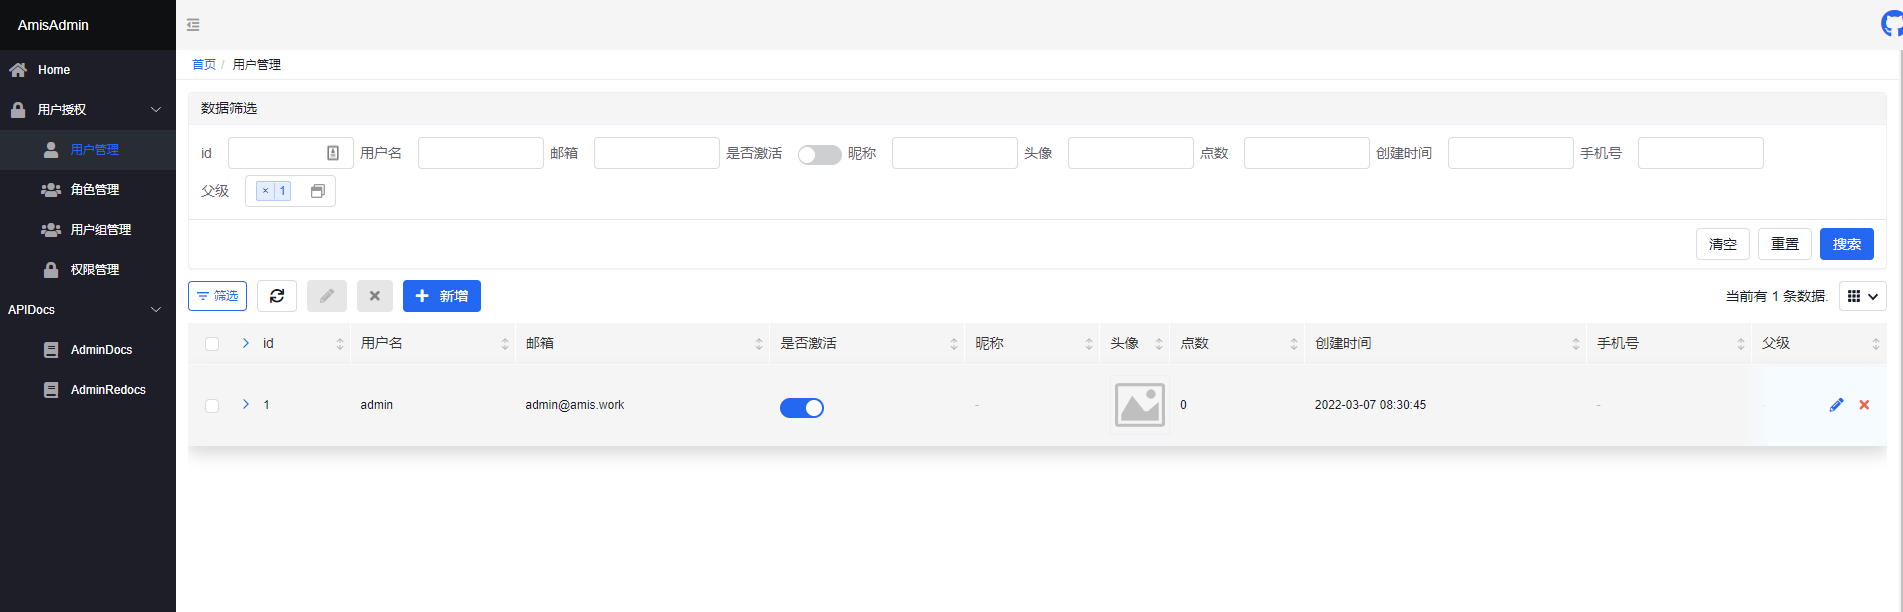 AmisAdmin
Home
用户授权
用户管理
角色管理
用户组管理
权限管理
APIDocs
AdminDocs
AdminRedocs
首页 / 用户管理
数据筛选
id 用户名 邮箱 是否激活 昵称 头像 点数 创建时间 手机号
父级 × 1
清空 重置 搜索
筛选 新增 当前有 1 条数据.
id 用户名 邮箱 是否激活 昵称 头像 点数 创建时间 手机号 父级
1 admin admin@amis.work - 0 2022-03-07 08:30:45 - -